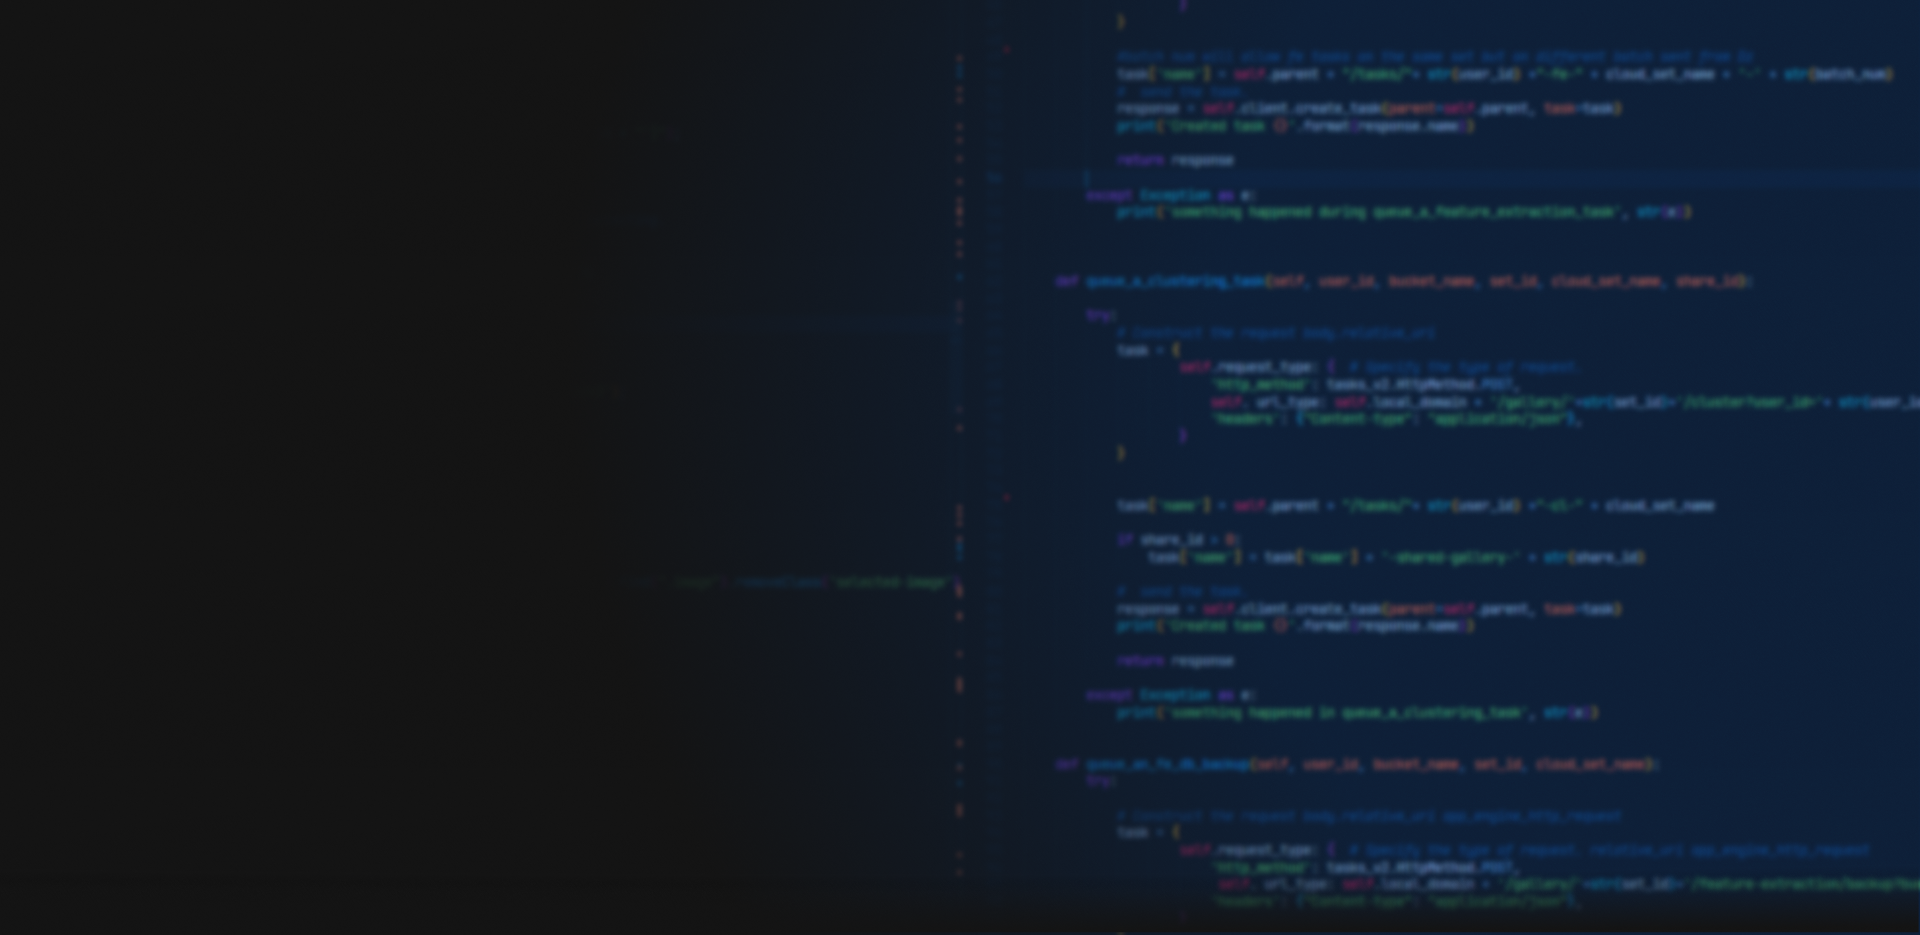 }
}
#batch_num will allow fe tasks on the same set but on different batch sent from
task['name'] = self.parent + "/tasks/"+ str(user_id) +"-fe-" + cloud_set_name + '-' + str(batch_num)
# send the task.
response = self.client.create_task(parent=self.parent, task=task)
print('Created task {}'.format(response.name))
return response
except Exception as e:
print('something happened during queue_a_feature_extraction_task', str(e))
def queue_a_clustering_task(self, user_id, bucket_name, set_id, cloud_set_name, share_id):
try:
# Construct the request body.relative_uri
task = {
self.request_type: { # Specify the type of request.
'http_method': tasks_v2.HttpMethod.POST,
self. url_type: self.local_domain + '/gallery/'+str(set_id)+'/cluster?user_id='+ str(user_i
'headers': {"Content-type": "application/json"},
}
}
task['name'] = self.parent + "/tasks/"+ str(user_id) +"-cl-" + cloud_set_name
if share_id > 0:
task['name'] = task['name'] + '-shared-gallery-' + str(share_id)
# send the task.
response = self.client.create_task(parent=self.parent, task=task)
selected-image"
print('Created task {}'.format(response.name))
return response
except Exception as e:
print('something happened in queue_a_clustering_task', str(e))
def queue_an_fs_db_backup(self, user_id, bucket_name, set_id, cloud_set_name):
try:
# Construct the request body.relative_uri app_engine_http_request
task = {
self.request_type: { # Specify the type of request. relative_uri app_engine_http_request
'http_method': tasks_v2.HttpMethod.POST,
self. url_type: self.local_domain + '/gallery/'+str(set_id)+'/feature-extraction/backup?
'headers': {"Content-type": "application/json"},